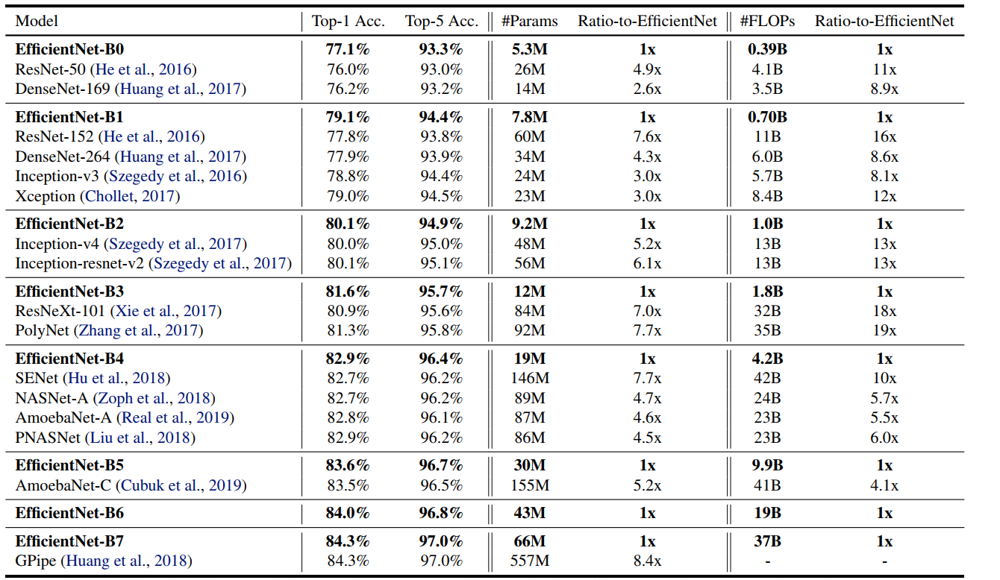 Model Top-1 Acc. Top-5 Acc. #Params Ratio-to-EfficientNet #FLOPs Ratio-to-EfficientNet
EfficientNet-B0 77.1% 93.3% 5.3M 1x 0.39B 1x
ResNet-50 (He et al., 2016) 76.0% 93.0% 26M 4.9x 4.1B 11x
DenseNet-169 (Huang et al., 2017) 76.2% 93.2% 14M 2.6x 3.5B 8.9x
EfficientNet-B1 79.1% 94.4% 7.8M 1x 0.70B 1x
ResNet-152 (He et al., 2016) 77.8% 93.8% 60M 7.6x 11B 16x
DenseNet-264 (Huang et al., 2017) 77.9% 93.9% 34M 4.3x 6.0B 8.6x
Inception-v3 (Szegedy et al., 2016) 78.8% 94.4% 24M 3.0x 5.7B 8.1x
Xception (Chollet, 2017) 79.0% 94.5% 23M 3.0x 8.4B 12x
EfficientNet-B2 80.1% 94.9% 9.2M 1x 1.0B 1x
Inception-v4 (Szegedy et al., 2017) 80.0% 95.0% 48M 5.2x 13B 13x
Inception-resnet-v2 (Szegedy et al., 2017) 80.1% 95.1% 56M 6.1x 13B 13x
EfficientNet-B3 81.6% 95.7% 12M 1x 1.8B 1x
ResNeXt-101 (Xie et al., 2017) 80.9% 95.6% 84M 7.0x 32B 18x
PolyNet (Zhang et al., 2017) 81.3% 95.8% 92M 7.7x 35B 19x
EfficientNet-B4 82.9% 96.4% 19M 1x 4.2B 1x
SENet (Hu et al., 2018) 82.7% 96.2% 146M 7.7x 42B 10x
NASNet-A (Zoph et al., 2018) 82.7% 96.2% 89M 4.7x 24B 5.7x
AmoebaNet-A (Real et al., 2019) 82.8% 96.1% 87M 4.6x 23B 5.5x
PNASNet (Liu et al., 2018) 82.9% 96.2% 86M 4.5x 23B 6.0x
EfficientNet-B5 83.6% 96.7% 30M 1x 9.9B 1x
AmoebaNet-C (Cubuk et al., 2019) 83.5% 96.5% 155M 5.2x 41B 4.1x
EfficientNet-B6 84.0% 96.8% 43M 1x 19B 1x
EfficientNet-B7 84.3% 97.0% 66M 1x 37B 1x
GPipe (Huang et al., 2018) 84.3% 97.0% 557M 8.4x - -